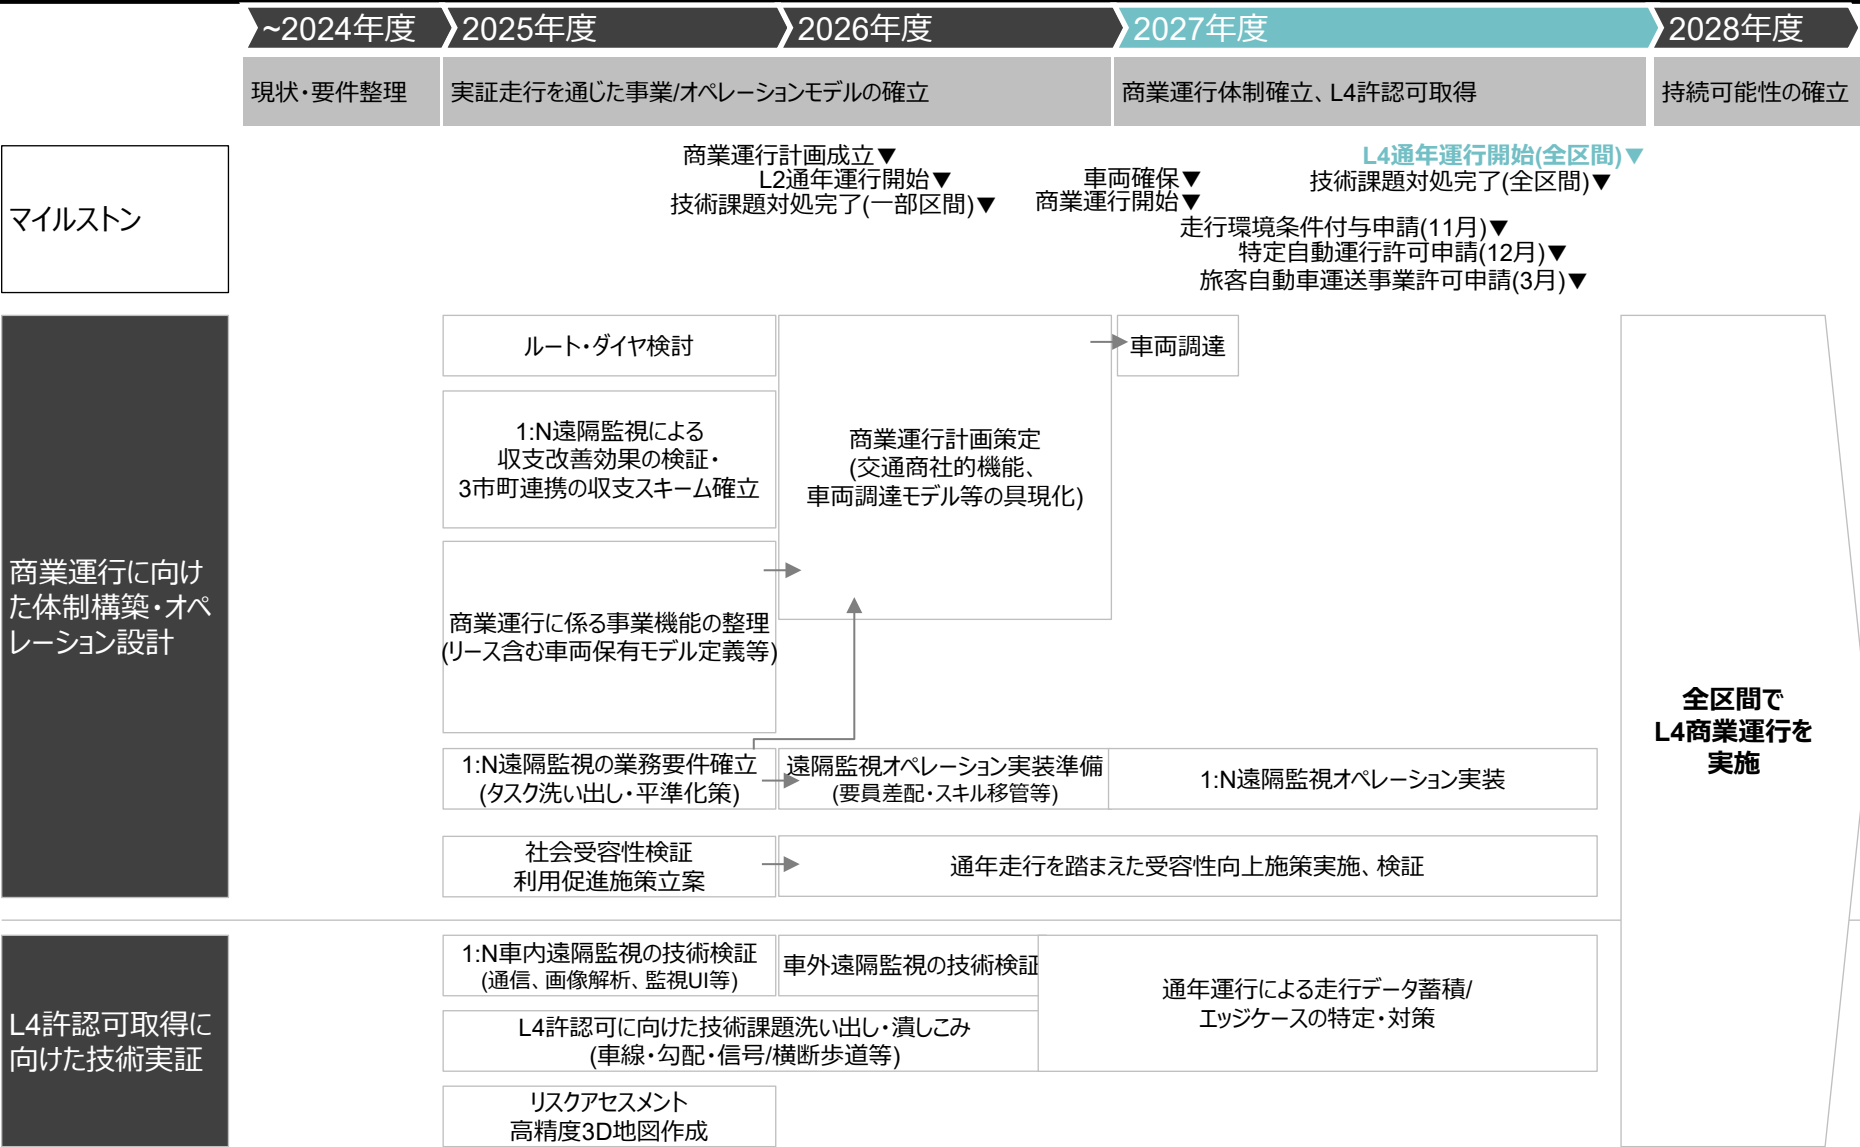 ~2024年度
2025年度
2026年度
2027年度
2028年度
現状・要件整理
実証走行を通じた事業/オペレーションモデルの確立
商業運行体制確立、L4許認可取得
持続可能性の確立
マイルストン
商業運行計画成立▼
L2通年運行開始▼
技術課題対処完了(一部区間)▼
車両確保▼
商業運行開始▼
L4通年運行開始(全区間)▼
技術課題対処完了(全区間)▼
走行環境条件付与申請(11月)▼
特定自動運行許可申請(12月)▼
旅客自動車運送事業許可申請(3月)▼
商業運行に向け
た体制構築・オペ
レーション設計
ルート・ダイヤ検討
1:N遠隔監視による
収支改善効果の検証・
3市町連携の収支スキーム確立
商業運行に係る事業機能の整理
(リース含む車両保有モデル定義等)
商業運行計画策定
(交通商社的機能、
車両調達モデル等の具現化)
車両調達
1:N遠隔監視の業務要件確立
(タスク洗い出し・平準化策)
遠隔監視オペレーション実装準備
(要員差配・スキル移管等)
1:N遠隔監視オペレーション実装
社会受容性検証
利用促進施策立案
通年走行を踏まえた受容性向上施策実施、検証
全区間で
L4商業運行を
実施
L4許認可取得に
向けた技術実証
1:N車内遠隔監視の技術検証
(通信、画像解析、監視UI等)
車外遠隔監視の技術検証
L4許認可に向けた技術課題洗い出し・潰しこみ
(車線・勾配・信号/横断歩道等)
通年運行による走行データ蓄積/
エッジケースの特定・対策
リスクアセスメント
高精度3D地図作成